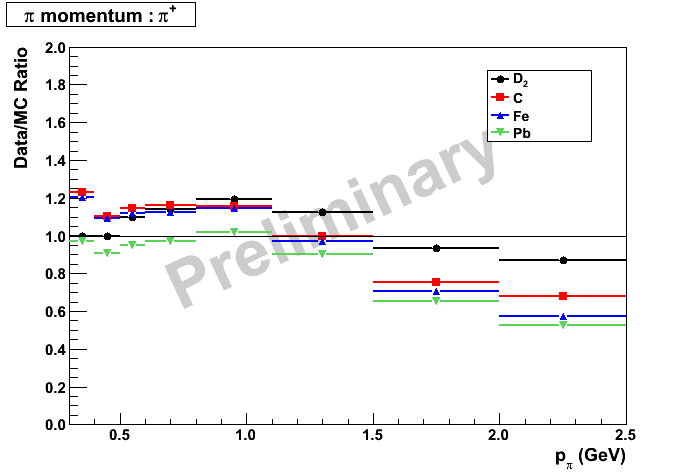 π momentum : π⁺
Data/MC Ratio
2.0
1.8
1.6
1.4
1.2
1.0
0.8
0.6
0.4
0.2
0.0
D₂
C
Fe
Pb
Preliminary
0.5
1.0
1.5
2.0
2.5
p_π (GeV)